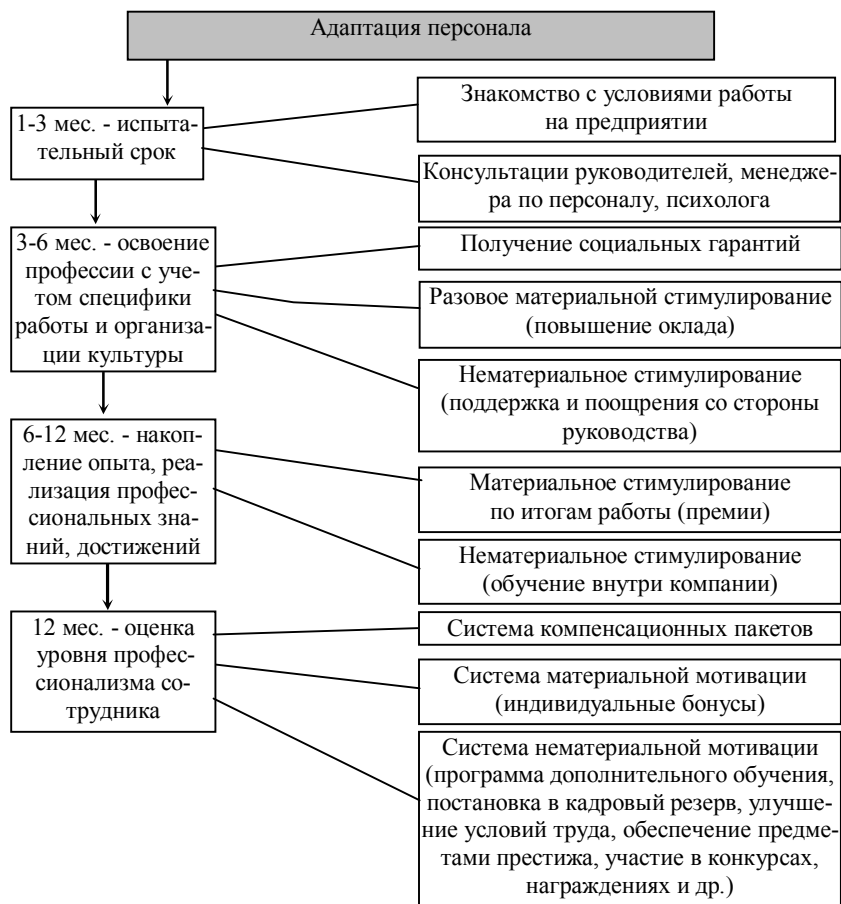 Адаптация персонала
1-3 мес. - испыта-
тельный срок
Знакомство с условиями работы
на предприятии
Консультации руководителей, менедже-
ра по персоналу, психолога
3-6 мес. - освоение
профессии с уче-
том специфики
работы и организа-
ции культуры
Получение социальных гарантий
Разовое материальной стимулирование
(повышение оклада)
Нематериальное стимулирование
(поддержка и поощрения со стороны
руководства)
6-12 мес. - накоп-
ление опыта, реа-
лизация профес-
сиональных зна-
ний, достижений
Материальное стимулирование
по итогам работы (премии)
Нематериальное стимулирование
(обучение внутри компании)
12 мес. - оценка
уровня профес-
сионализма со-
трудника
Система компенсационных пакетов
Система материальной мотивации
(индивидуальные бонусы)
Система нематериальной мотивации
(программа дополнительного обучения,
постановка в кадровый резерв, улучше-
ние условий труда, обеспечение предме-
тами престижа, участие в конкурсах,
награждениях и др.)